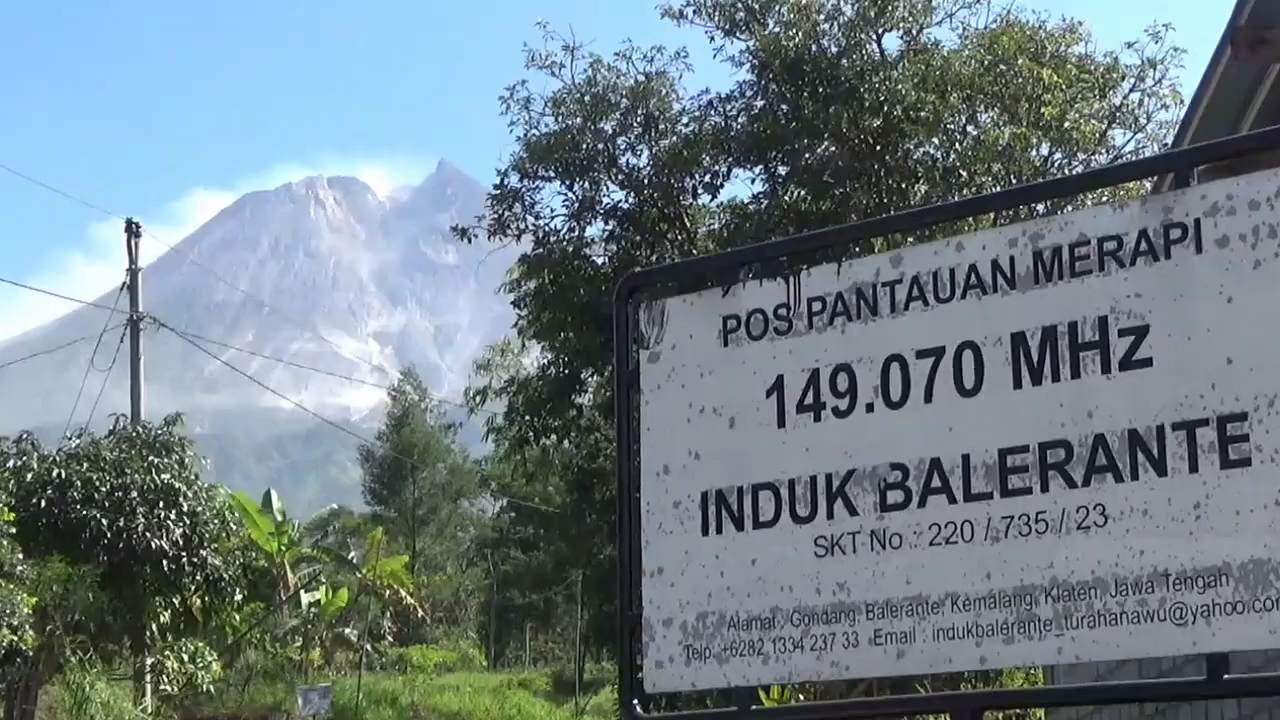 POS PANTAUAN MERAPI
149.070 MHz
INDUK BALERANTE
SKT No : 220 / 735 / 23
Alamat : Gondang, Balerante, Kemalang, Klaten, Jawa Tengah
Telp: +6282 1334 237 33 Email : indukbalerante_turahanawu@yahoo.co